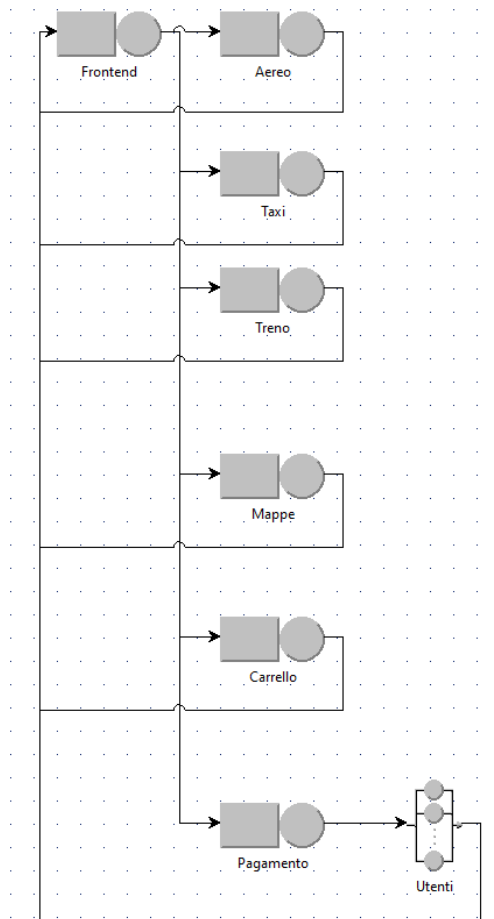 Frontend
Aereo
Taxi
Treno
Mappe
Carrello
Pagamento
Utenti